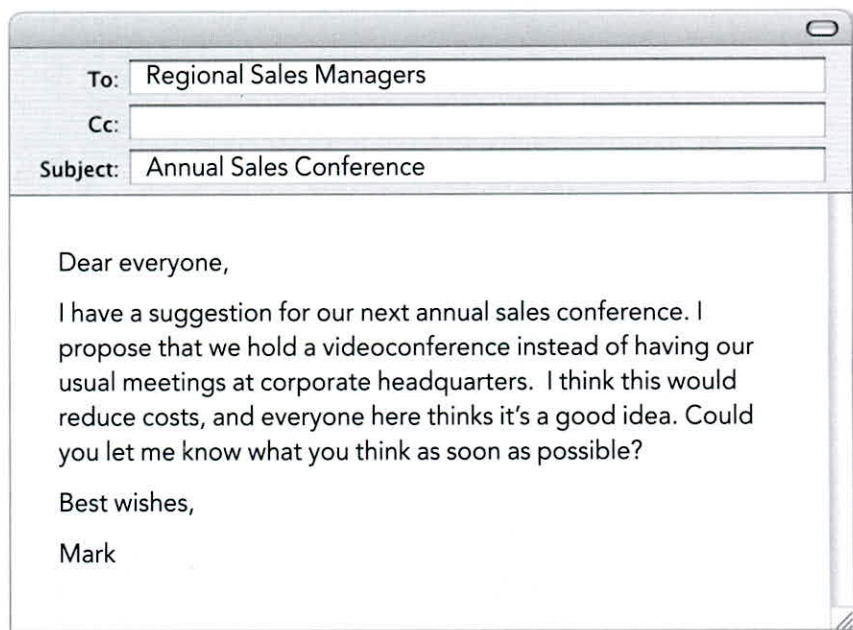 To: Regional Sales Managers
Cc:
Subject: Annual Sales Conference
Dear everyone,
I have a suggestion for our next annual sales conference. I
propose that we hold a videoconference instead of having our
usual meetings at corporate headquarters. I think this would
reduce costs, and everyone here thinks it's a good idea. Could
you let me know what you think as soon as possible?
Best wishes,
Mark